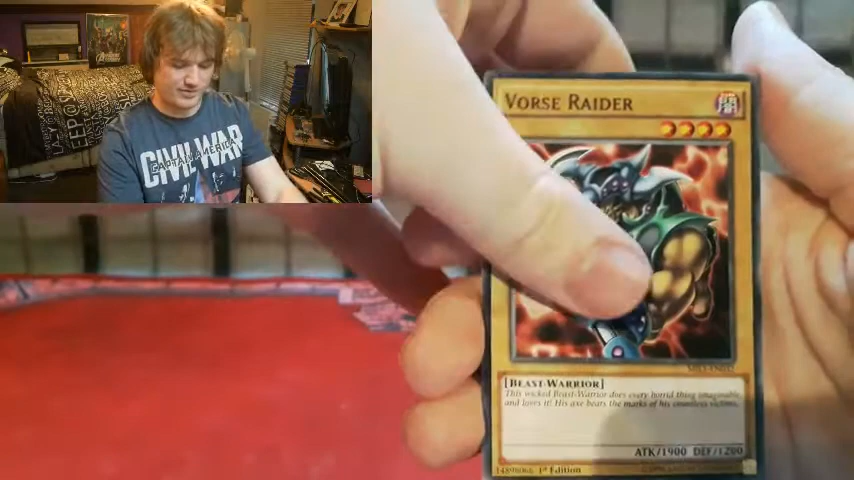 CIVIL WAR
CAPTAIN AMERICA
VORSE RAIDER
[BEAST-WARRIOR]
This wicked Beast-Warrior does every horrid thing imaginable,
and loves it! His axe bears the marks of his countless victims.
ATK/1900 DEF/1200
1st Edition